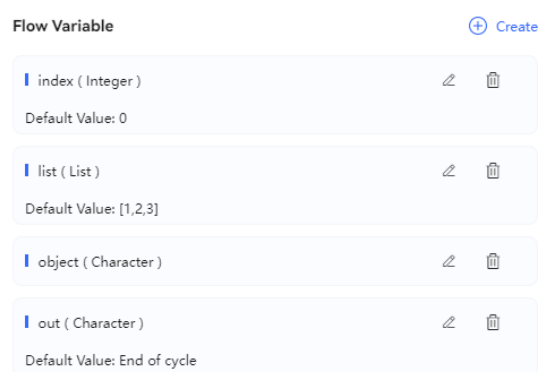 Flow Variable
Create
index ( Integer )
Default Value: 0
list ( List )
Default Value: [1,2,3]
object ( Character )
out ( Character )
Default Value: End of cycle